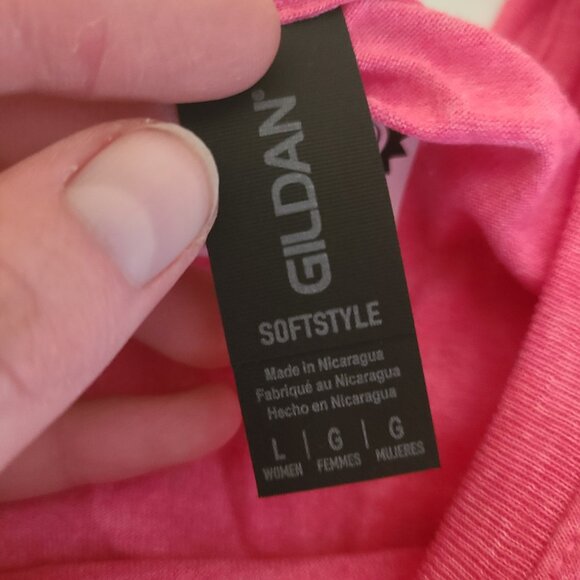 GILDAN®
SOFTSTYLE
Made in Nicaragua
Fabriqué au Nicaragua
Hecho en Nicaragua
L | G | G
WOMEN FEMMES MUJERES